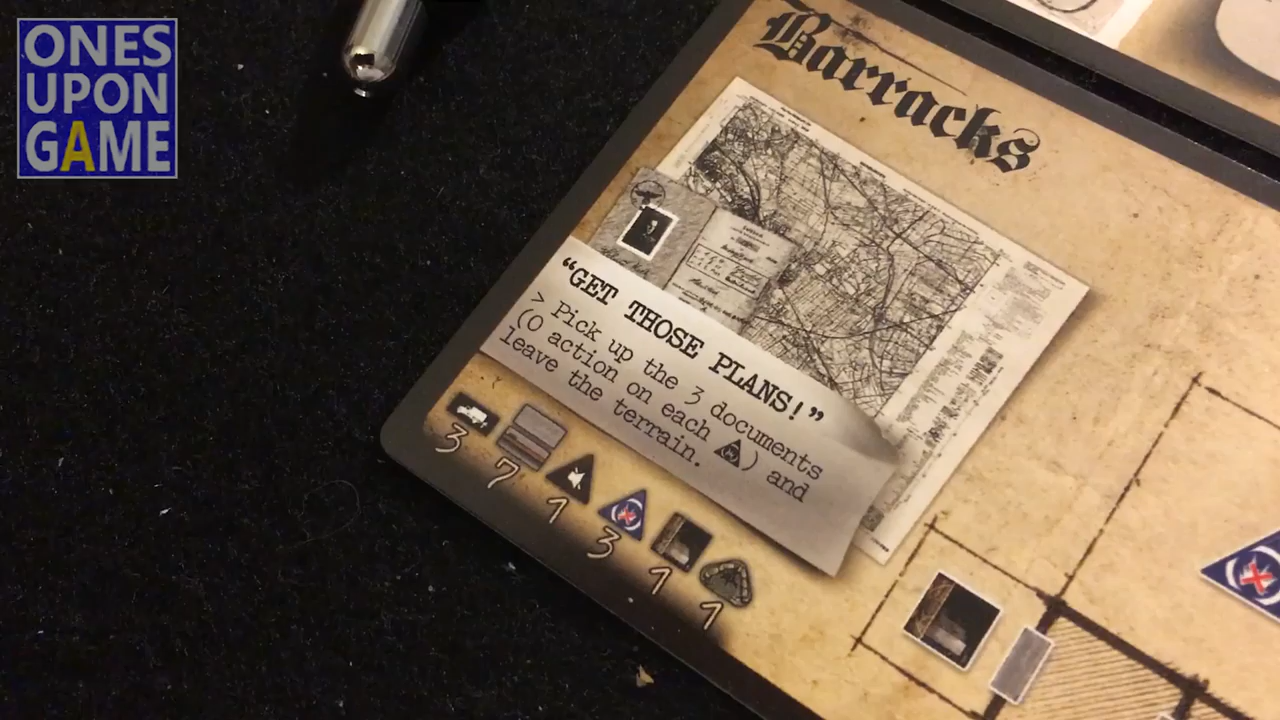 ONES
UPON
GAME
Barracks
“GET THOSE PLANS!”
> Pick up the 3 documents
(0 action on each ) and
leave the terrain.
3
7
1
3
1
1